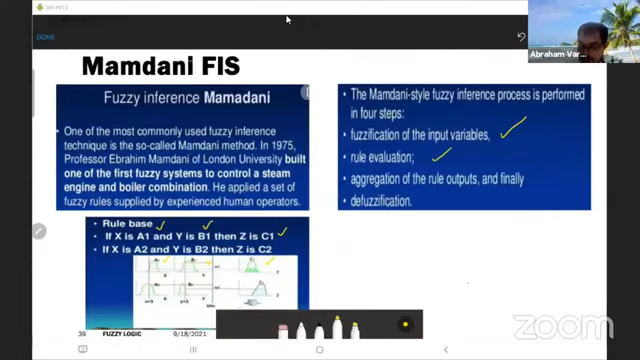 SM-P615
DONE
Abraham Var...
Mamdani FIS
Fuzzy inference Mamadani
One of the most commonly used fuzzy inference
technique is the so-called Mamdani method. In 1975,
Professor Ebrahim Mamdani of London University built
one of the first fuzzy systems to control a steam
engine and boiler combination. He applied a set of
fuzzy rules supplied by experienced human operators.
Rule base
If X is A1 and Y is B1 then Z is C1
If X is A2 and Y is B2 then Z is C2
The Mamdani-style fuzzy inference process is performed
in four steps:
fuzzification of the input variables,
rule evaluation;
aggregation of the rule outputs, and finally
defuzzification.
39 FUZZY LOGIC 9/18/2021
zoom